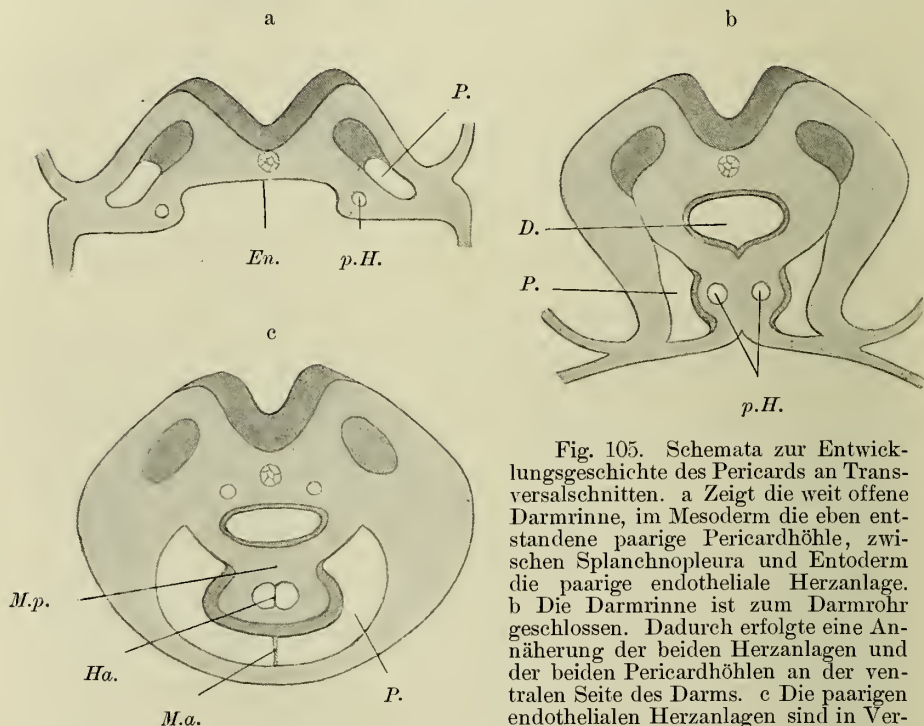 a
P.
En.
p.H.
b
D.
P.
p.H.
c
M.p.
Ha.
M.a.
P.
Fig. 105. Schemata zur Entwick-
lungsgeschichte des Pericards an Trans-
versalschnitten. a Zeigt die weit offene
Darmrinne, im Mesoderm die eben ent-
standene paarige Pericardhöhle, zwi-
schen Splanchnopleura und Entoderm
die paarige endotheliale Herzanlage.
b Die Darmrinne ist zum Darmrohr
geschlossen. Dadurch erfolgte eine An-
näherung der beiden Herzanlagen und
der beiden Pericardhöhlen an der ven-
tralen Seite des Darms. c Die paarigen
endothelialen Herzanlagen sind in Ver-